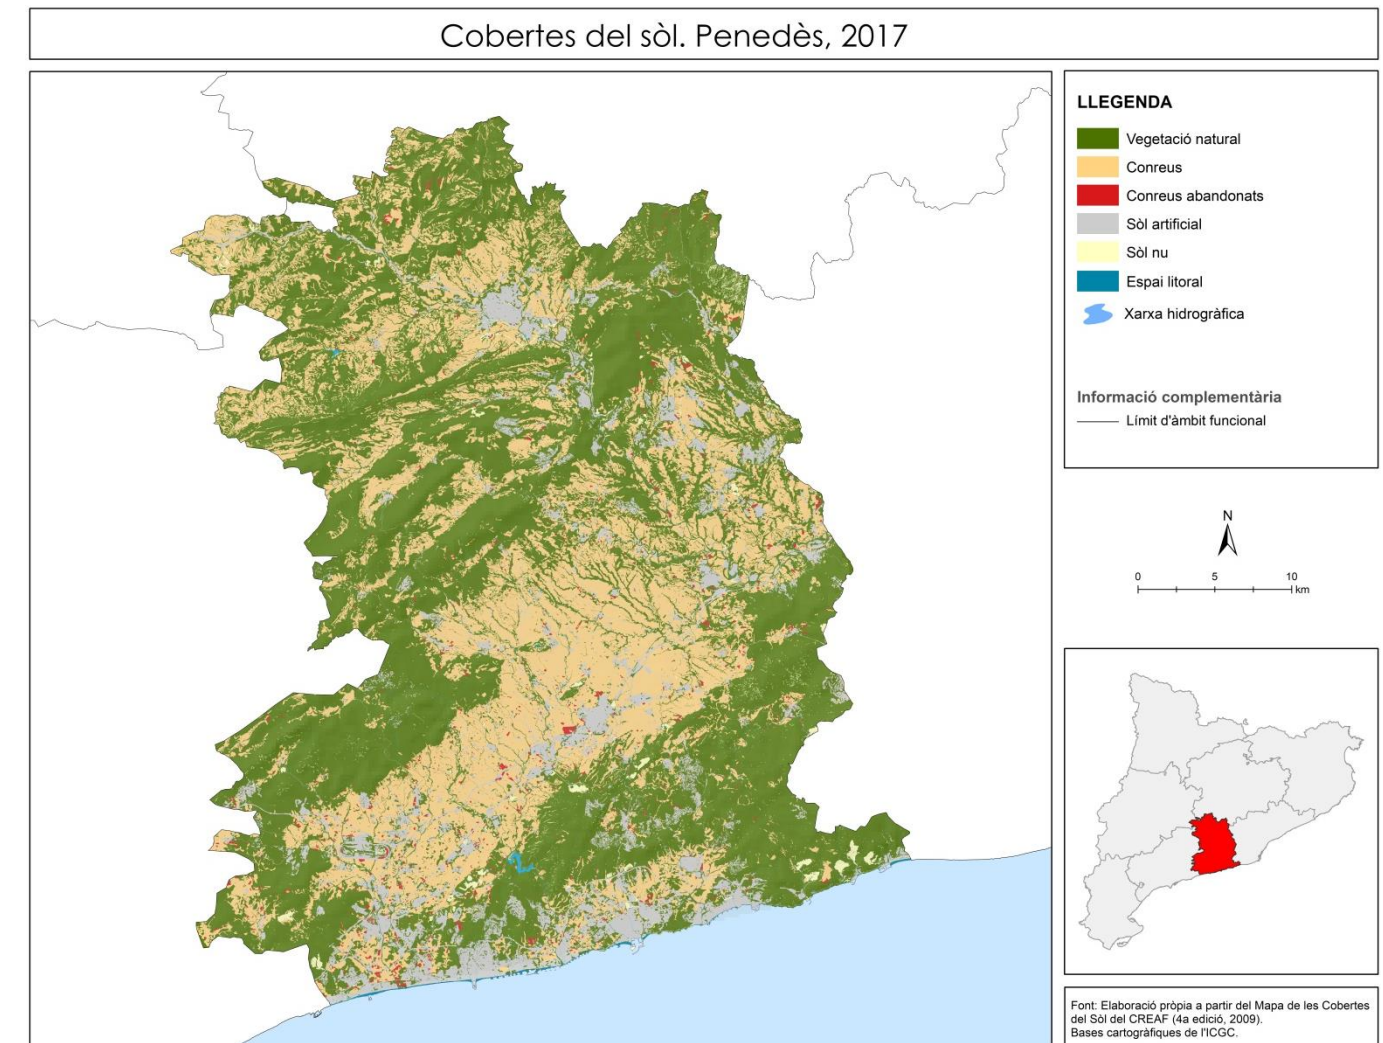 Cobertes del sòl. Penedès, 2017
LLEGENDA
Vegetació natural
Conreus
Conreus abandonats
Sòl artificial
Sòl nu
Espai litoral
Xarxa hidrogràfica
Informació complementària
Límit d'àmbit funcional
N
0 5 10
km
Font: Elaboració pròpia a partir del Mapa de les Cobertes
del Sòl del CREAF (4a edició, 2009).
Bases cartogràfiques de l'ICGC.